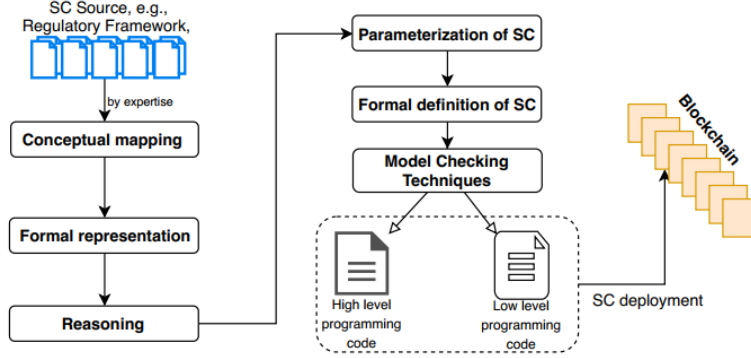 SC Source, e.g.,
Regulatory Framework,
by expertise
Conceptual mapping
Formal representation
Reasoning
Parameterization of SC
Formal definition of SC
Model Checking
Techniques
High level
programming
code
Low level
programming
code
SC deployment
Blockchain